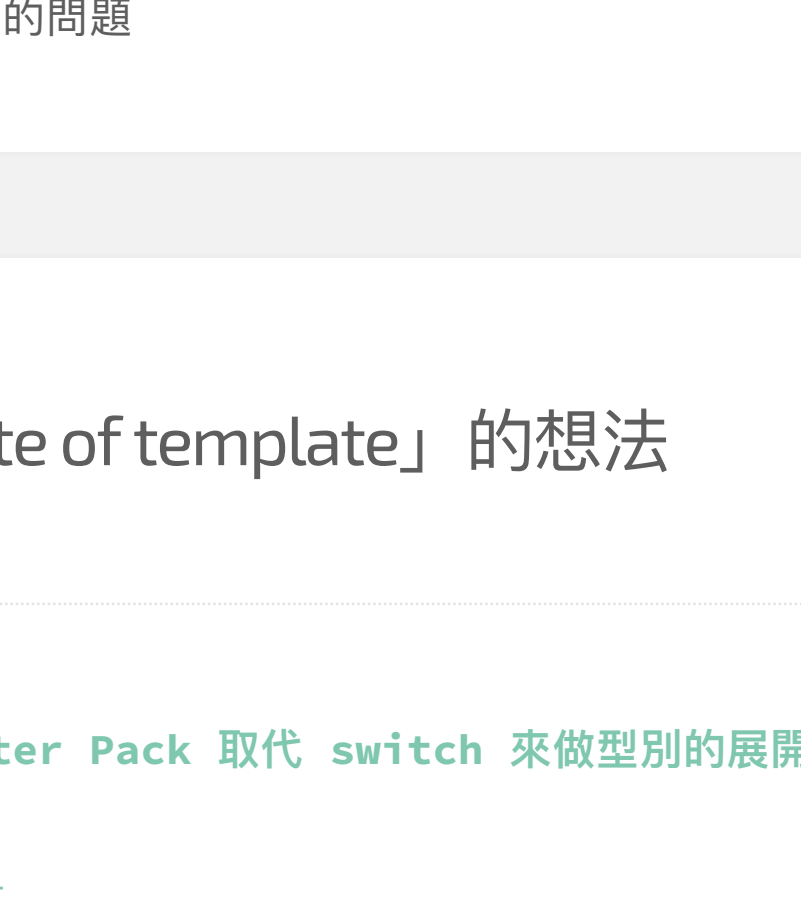 的問題
te of template」的想法
ter Pack 取代 switch 來做型別的展開